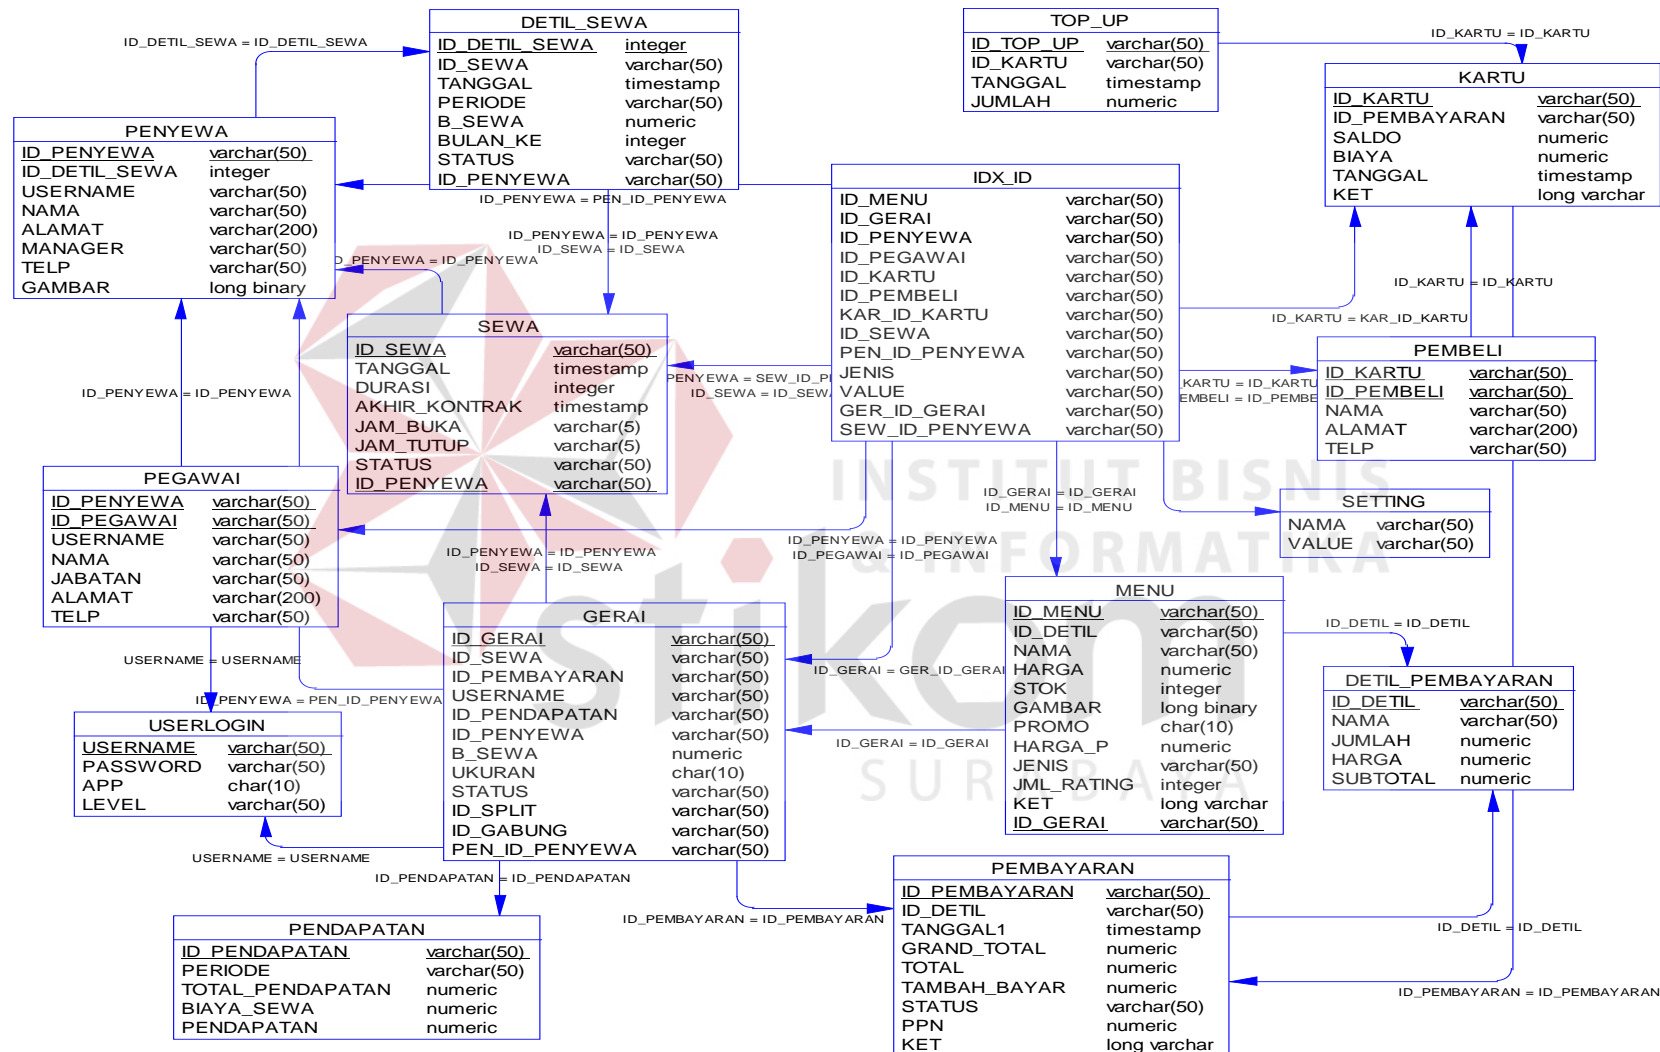 DETIL_SEWA
ID_DETIL_SEWA integer
ID_SEWA varchar(50)
TANGGAL timestamp
PERIODE varchar(50)
B_SEWA numeric
BULAN_KE integer
STATUS varchar(50)
ID_PENYEWA varchar(50)
TOP_UP
ID_TOP_UP varchar(50)
ID_KARTU varchar(50)
TANGGAL timestamp
JUMLAH numeric
ID_DETIL_SEWA = ID_DETIL_SEWA
ID_KARTU = ID_KARTU
KARTU
ID_KARTU varchar(50)
ID_PEMBAYARAN varchar(50)
SALDO numeric
BIAYA numeric
TANGGAL timestamp
KET long varchar
PENYEWA
ID_PENYEWA varchar(50)
ID_DETIL_SEWA integer
USERNAME varchar(50)
NAMA varchar(50)
ALAMAT varchar(200)
MANAGER varchar(50)
TELP varchar(50)
GAMBAR long binary
IDX_ID
ID_MENU varchar(50)
ID_GERAI varchar(50)
ID_PENYEWA varchar(50)
ID_PEGAWAI varchar(50)
ID_KARTU varchar(50)
ID_PEMBELI varchar(50)
KAR_ID_KARTU varchar(50)
ID_SEWA varchar(50)
PEN_ID_PENYEWA varchar(50)
JENIS varchar(50)
VALUE varchar(50)
GER_ID_GERAI varchar(50)
SEW_ID_PENYEWA varchar(50)
ID_PENYEWA = PEN_ID_PENYEWA
ID_PENYEWA = ID_PENYEWA
ID_SEWA = ID_SEWA
D_PENYEWA = ID_PENYEWA
ID_KARTU = ID_KARTU
ID_KARTU = KAR_ID_KARTU
SEWA
ID_SEWA varchar(50)
TANGGAL timestamp
DURASI integer
AKHIR_KONTRAK timestamp
JAM_BUKA varchar(5)
JAM_TUTUP varchar(5)
STATUS varchar(50)
ID_PENYEWA varchar(50)
PENYEWA = SEW_ID_P
ID_SEWA = ID_SEWA
_KARTU = ID_KARTU
EMBELI = ID_PEMBE
PEMBELI
ID_KARTU varchar(50)
ID_PEMBELI varchar(50)
NAMA varchar(50)
ALAMAT varchar(200)
TELP varchar(50)
ID_PENYEWA = ID_PENYEWA
PEGAWAI
ID_PENYEWA varchar(50)
ID_PEGAWAI varchar(50)
USERNAME varchar(50)
NAMA varchar(50)
JABATAN varchar(50)
ALAMAT varchar(200)
TELP varchar(50)
INSTITUT BISNIS
& INFORMATIKA
stikom
SURABAYA
ID_GERAI = ID_GERAI
ID_MENU = ID_MENU
SETTING
NAMA varchar(50)
VALUE varchar(50)
ID_PENYEWA = ID_PENYEWA
ID_SEWA = ID_SEWA
ID_PENYEWA = ID_PENYEWA
ID_PEGAWAI = ID_PEGAWAI
MENU
ID_MENU varchar(50)
ID_DETIL varchar(50)
NAMA varchar(50)
HARGA numeric
STOK integer
GAMBAR long binary
PROMO char(10)
HARGA_P numeric
JENIS varchar(50)
JML_RATING integer
KET long varchar
ID_GERAI varchar(50)
GERAI
ID_GERAI varchar(50)
ID_SEWA varchar(50)
ID_PEMBAYARAN varchar(50)
USERNAME varchar(50)
ID_PENDAPATAN varchar(50)
ID_PENYEWA varchar(50)
B_SEWA numeric
UKURAN char(10)
STATUS varchar(50)
ID_SPLIT varchar(50)
ID_GABUNG varchar(50)
PEN_ID_PENYEWA varchar(50)
ID_DETIL = ID_DETIL
USERNAME = USERNAME
ID_GERAI = GER_ID_GERAI
DETIL_PEMBAYARAN
ID_DETIL varchar(50)
NAMA varchar(50)
JUMLAH numeric
HARGA numeric
SUBTOTAL numeric
ID_PENYEWA = PEN_ID_PENYEWA
USERLOGIN
USERNAME varchar(50)
PASSWORD varchar(50)
APP char(10)
LEVEL varchar(50)
ID_GERAI = ID_GERAI
USERNAME = USERNAME
ID_PENDAPATAN = ID_PENDAPATAN
ID_PEMBAYARAN = ID_PEMBAYARAN
PENDAPATAN
ID_PENDAPATAN varchar(50)
PERIODE varchar(50)
TOTAL_PENDAPATAN numeric
BIAYA_SEWA numeric
PENDAPATAN numeric
PEMBAYARAN
ID_PEMBAYARAN varchar(50)
ID_DETIL varchar(50)
TANGGAL1 timestamp
GRAND_TOTAL numeric
TOTAL numeric
TAMBAH_BAYAR numeric
STATUS varchar(50)
PPN numeric
KET long varchar
ID_DETIL = ID_DETIL
ID_PEMBAYARAN = ID_PEMBAYARAN